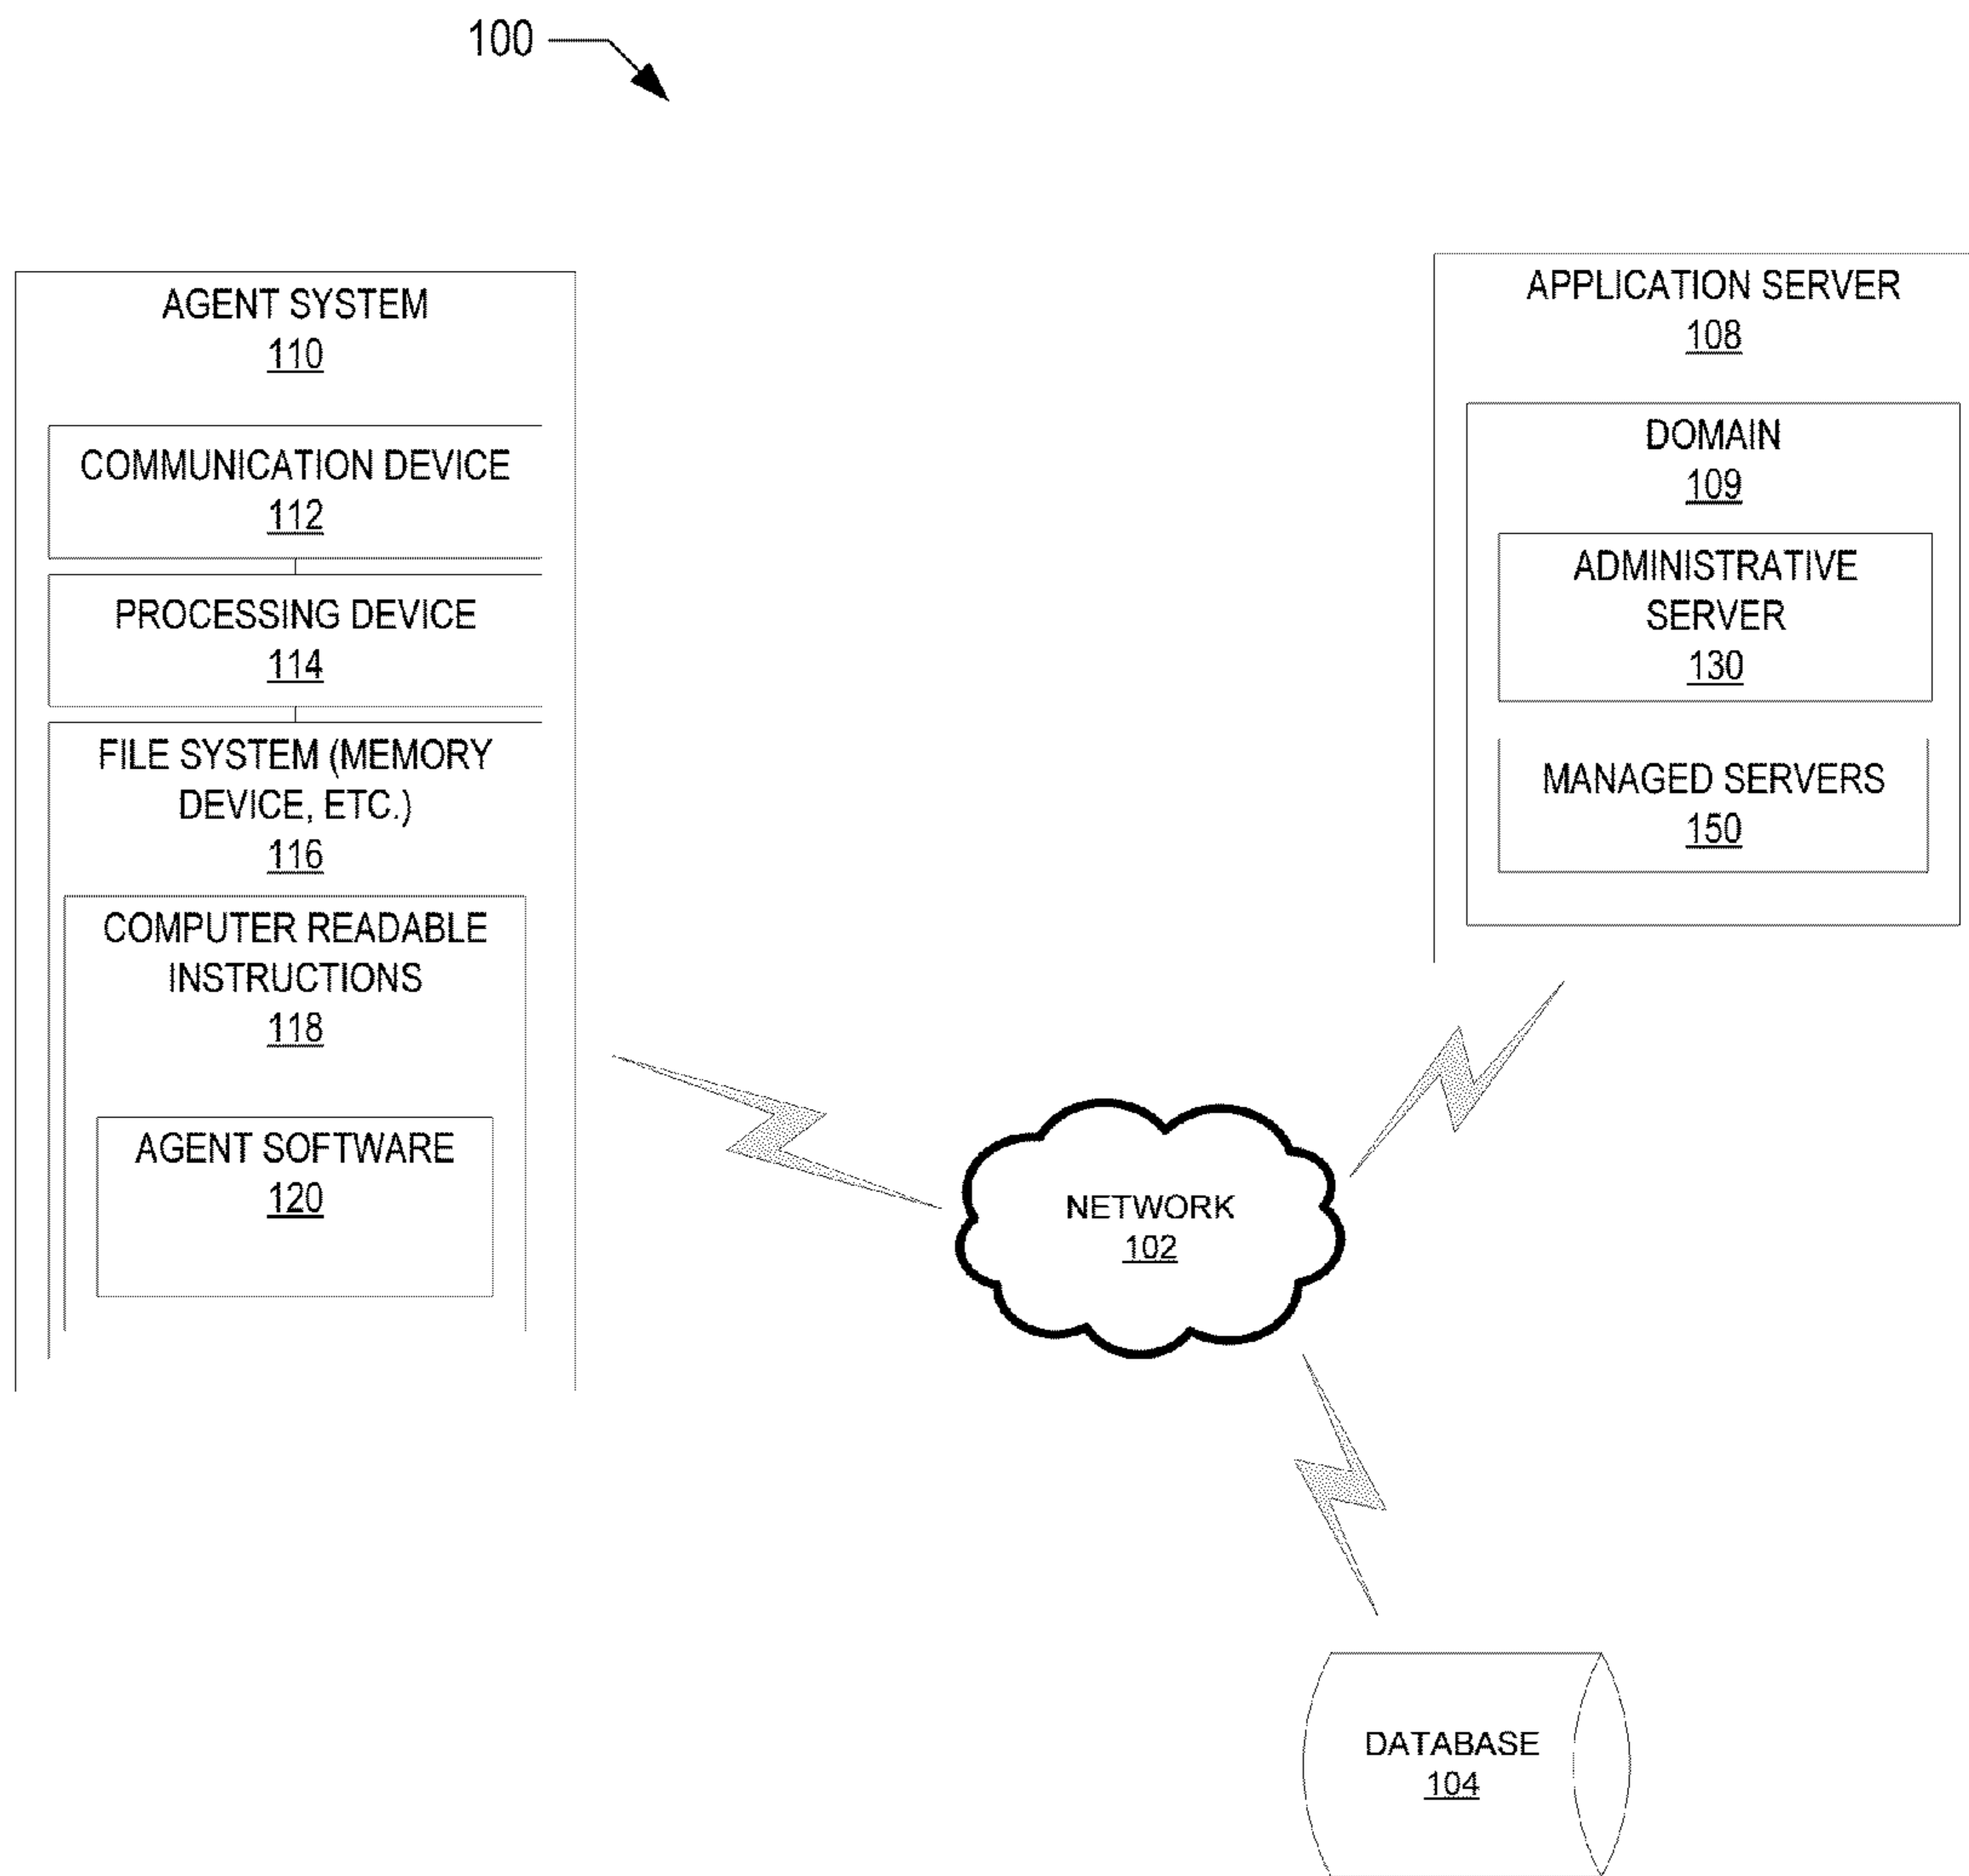 100
AGENT SYSTEM
110
COMMUNICATION DEVICE
112
PROCESSING DEVICE
114
FILE SYSTEM (MEMORY
DEVICE, ETC.)
116
COMPUTER READABLE
INSTRUCTIONS
118
AGENT SOFTWARE
120
APPLICATION SERVER
108
DOMAIN
109
ADMINISTRATIVE
SERVER
130
MANAGED SERVERS
150
NETWORK
102
DATABASE
104